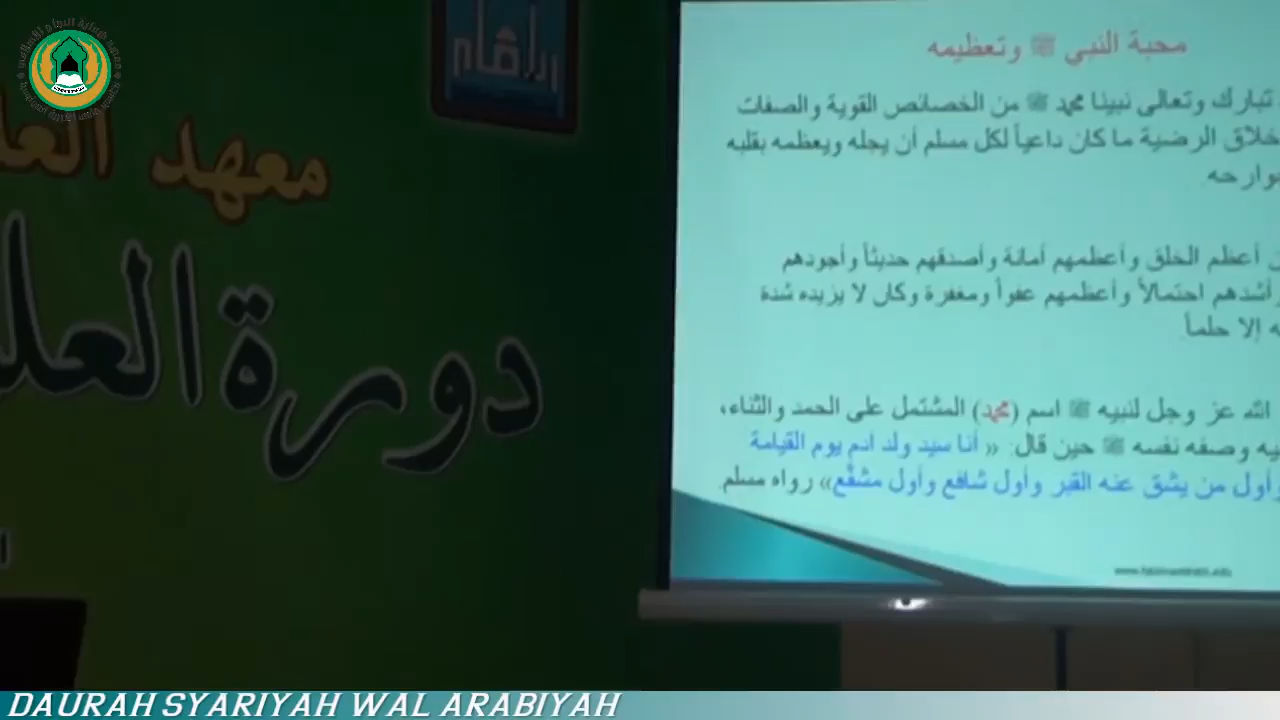 محبة النبي ﷺ وتعظيمه
تبارك وتعالى نبينا محمد ﷺ من الخصائص القوية والصفات
خلاق الرضية ما كان داعياً لكل مسلم أن يجله ويعظمه بقلبه
وارحه.
أعظم الخلق وأعظمهم أمانة وأصدقهم حديثاً وأجودهم
أشدهم احتمالاً وأعظمهم عفواً ومغفرة وكان لا يزيده شدة
إلا حلماً.
الله عز وجل لنبيه ﷺ اسم (محمد) المشتمل على الحمد والثناء،
يه وصفه نفسه ﷺ حين قال: « أنا سيد ولد آدم يوم القيامة
وأول من يشق عنه القبر وأول شافع وأول مشفَّع» رواه مسلم.
معهد العل
دورة العل
DAURAH SYARIYAH WAL ARABIYAH